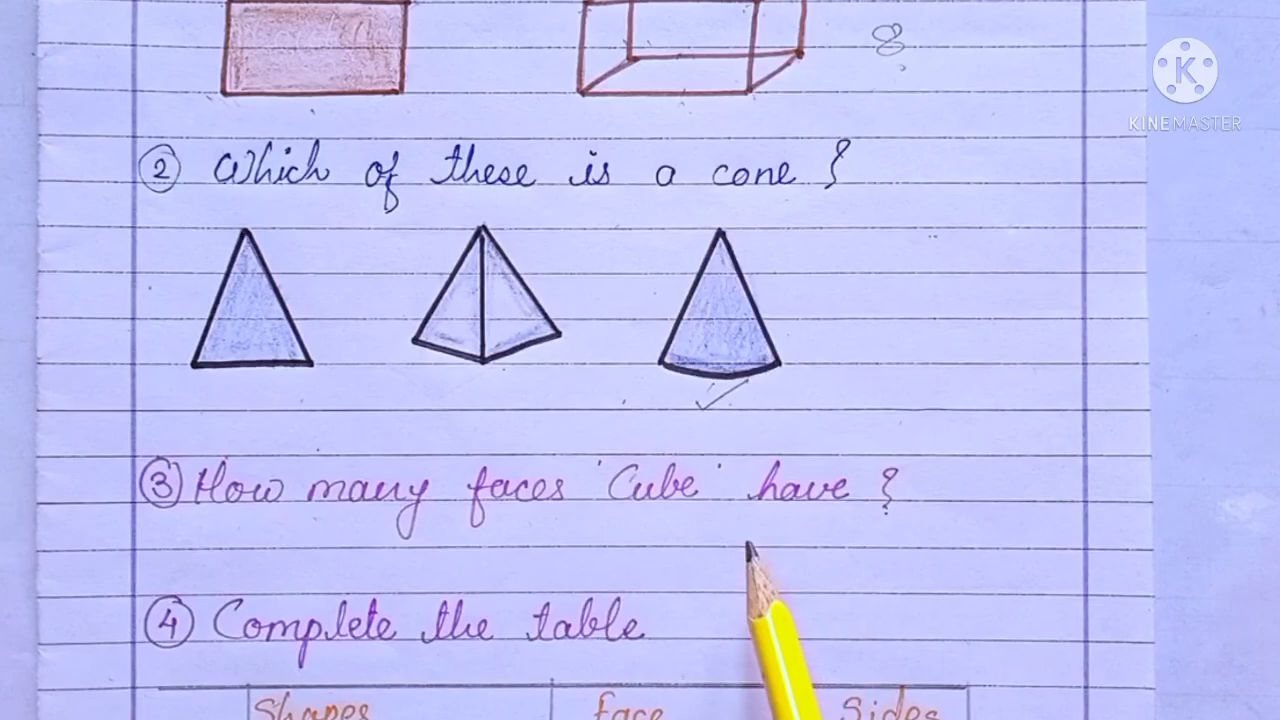 8
K
KINEMASTER
2 Which of these is a cone ?
3 How many faces 'Cube' have ?
4 Complete the table
Shapes Face Sides